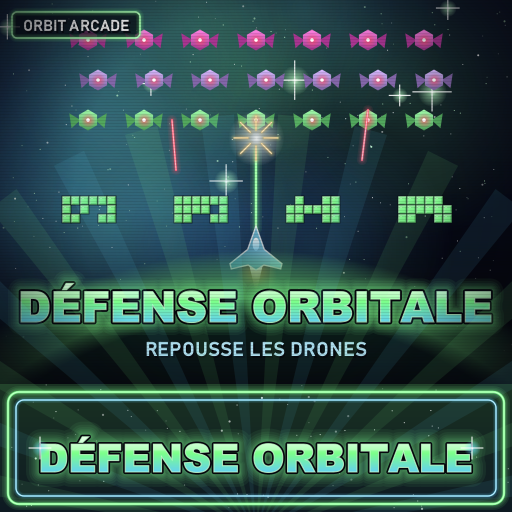 ORBIT ARCADE
DÉFENSE ORBITALE
REPOUSSE LES DRONES
DÉFENSE ORBITALE